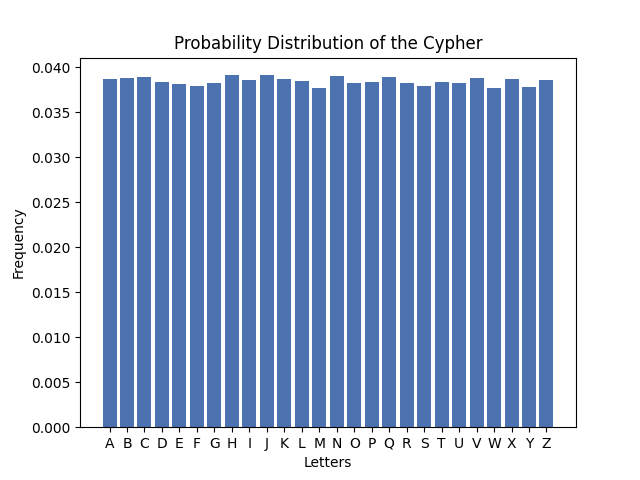 Probability Distribution of the Cypher
0.040
0.035
0.030
0.025
0.020
0.015
0.010
0.005
0.000
Frequency
A B C D E F G H I J K L M N O P Q R S T U V W X Y Z
Letters